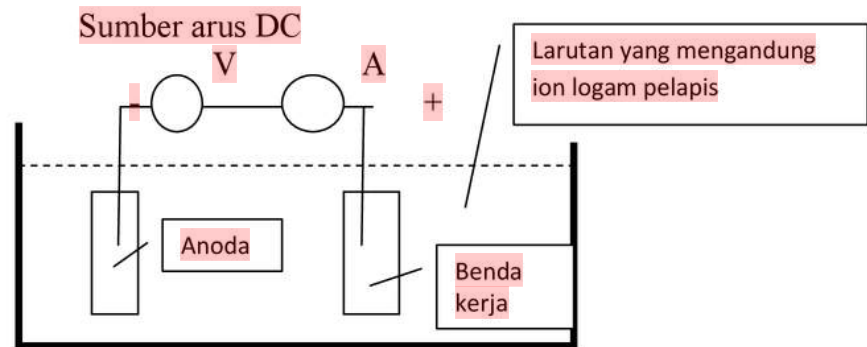 Sumber arus DC
V A
- +
Larutan yang mengandung
ion logam pelapis
Anoda
Benda
kerja